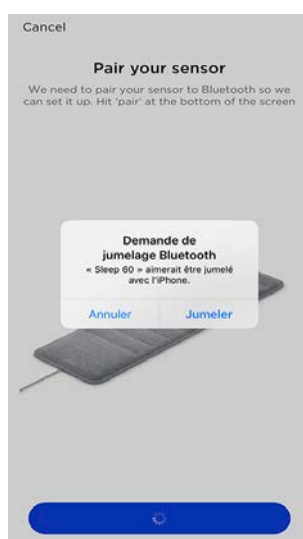 Cancel
Pair your sensor
We need to pair your sensor to Bluetooth so we
can set it up. Hit 'pair' at the bottom of the screen
Demande de
jumelage Bluetooth
« Sleep 60 » aimerait être jumelé
avec l'iPhone.
Annuler Jumeler